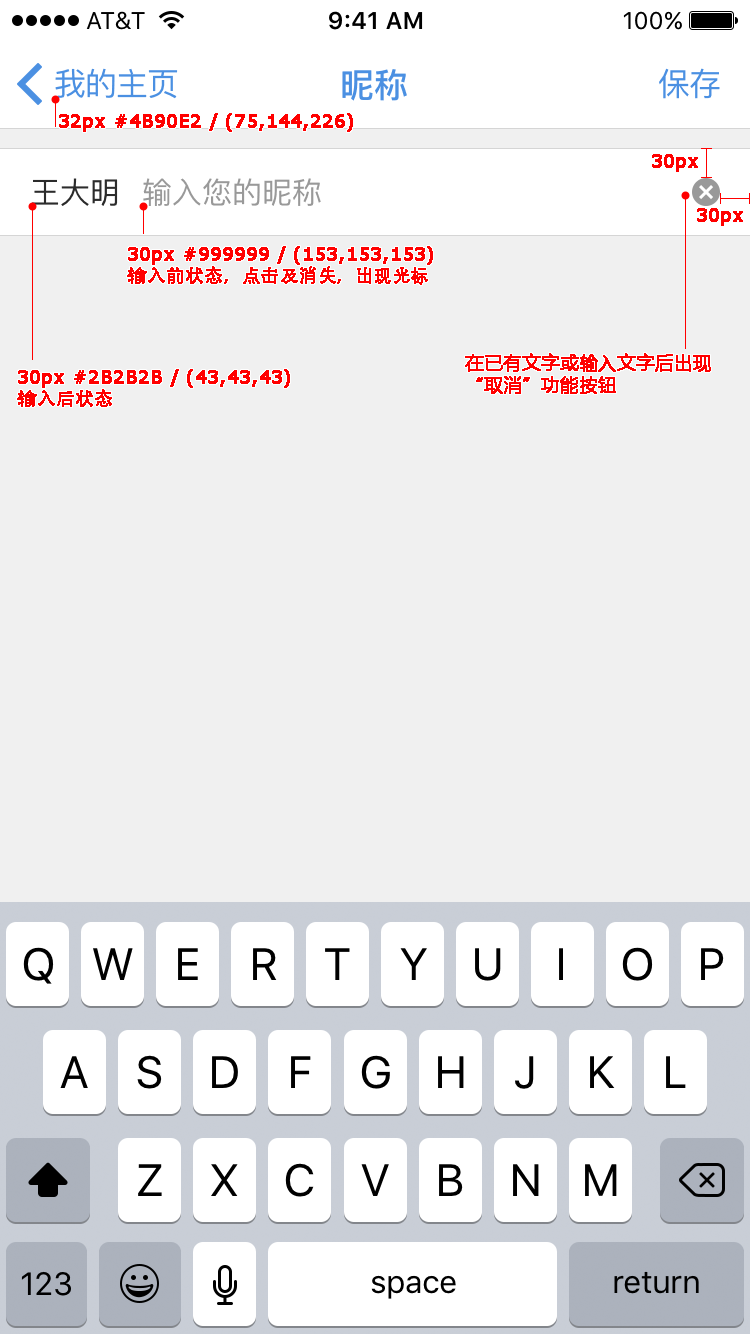 AT&T 9:41 AM 100%
我的主页 昵称 保存
32px #4B90E2 / (75,144,226)
30px
王大明 输入您的昵称
30px
30px #999999 / (153,153,153)
输入前状态，点击及消失，出现光标
在已有文字或输入文字后出现
“取消”功能按钮
30px #2B2B2B / (43,43,43)
输入后状态
Q W E R T Y U I O P
A S D F G H J K L
Z X C V B N M
123 space return